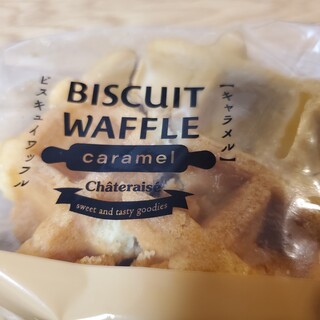 BISCUIT
WAFFLE
caramel
Châteraisé
sweet and tasty goodies
【キャラメル】
ビスキュイワッフル